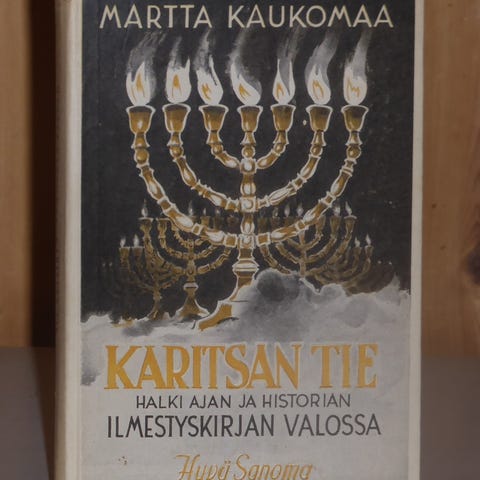 MARTTA KAUKOMAA
KARITSAN TIE
HALKI AJAN JA HISTORIAN
ILMESTYSKIRJAN VALOSSA
Hyvä Sanoma